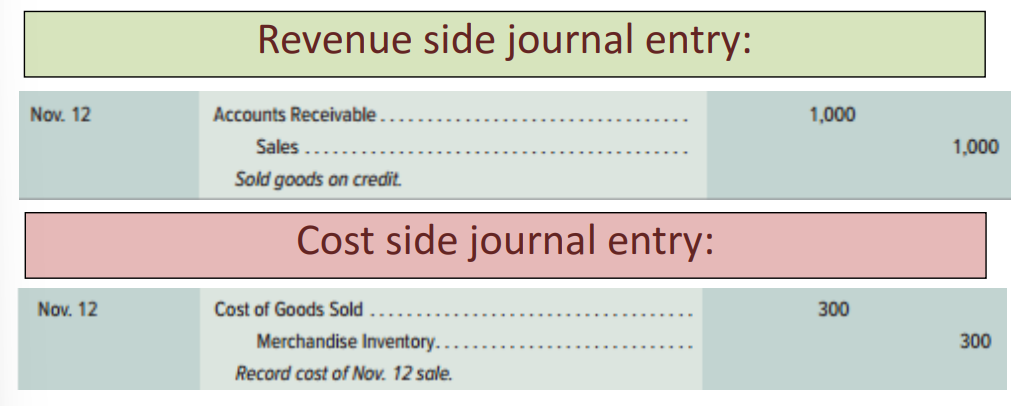 Revenue side journal entry:
Nov. 12 Accounts Receivable . . . . . . . . . . . . . . . . . . . . . . . . . . . . . . . . . 1,000
Sales . . . . . . . . . . . . . . . . . . . . . . . . . . . . . . . . . . . . . . . . . 1,000
Sold goods on credit.
Cost side journal entry:
Nov. 12 Cost of Goods Sold . . . . . . . . . . . . . . . . . . . . . . . . . . . . . . . . . . 300
Merchandise Inventory. . . . . . . . . . . . . . . . . . . . . . . . . . . 300
Record cost of Nov. 12 sale.